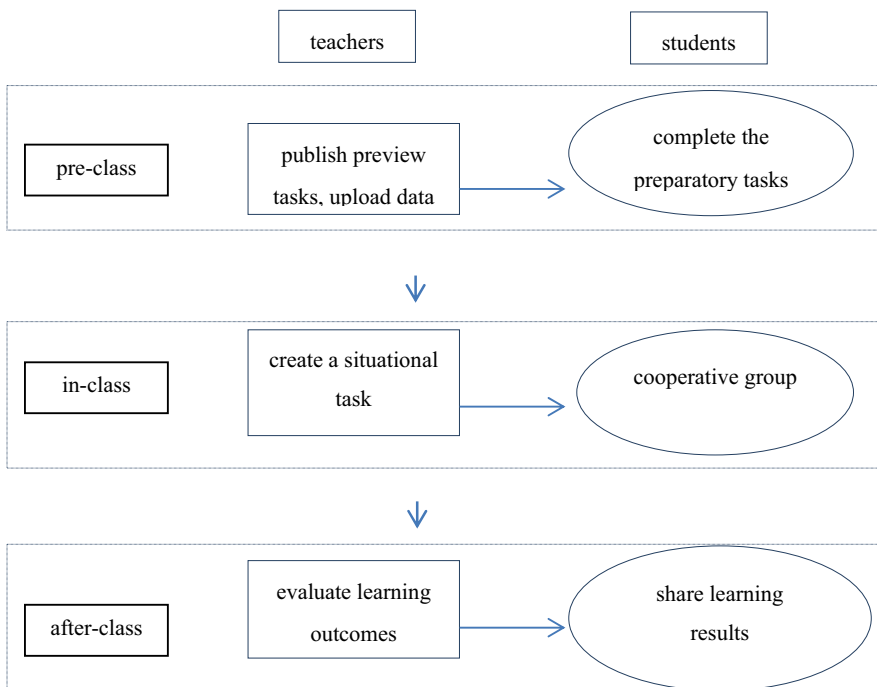 teachers
students
pre-class
publish preview
tasks, upload data
complete the
preparatory tasks
in-class
create a situational
task
cooperative group
after-class
evaluate learning
outcomes
share learning
results